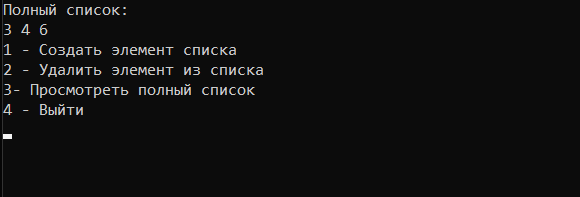 Полный список:
3 4 6
1 - Создать элемент списка
2 - Удалить элемент из списка
3- Просмотреть полный список
4 - Выйти